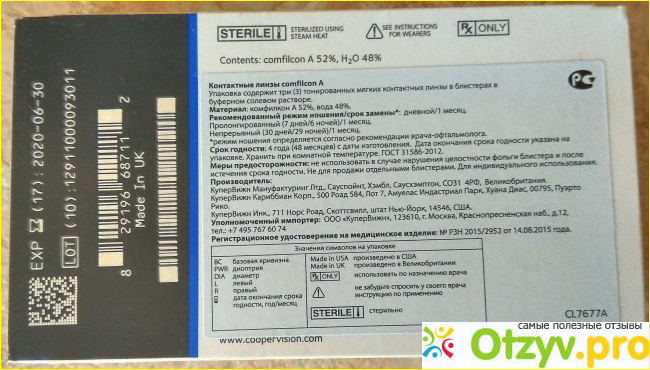 STERILE
STERILIZED USING
STEAM HEAT
SEE INSTRUCTIONS
FOR WEARERS
Rx ONLY
Contents: comfilcon A 52%, H₂O 48%
Контактные линзы comfilcon A
Упаковка содержит три (3) тонированных мягких контактных линзы в блистерах в
буферном солевом растворе.
Материал: комфилкон А 52%, вода 48%.
Рекомендованный режим ношения/срок замены*: дневной/1 месяц.
Пролонгированный (7 дней/6 ночей)/1 месяц.
Непрерывный (30 дней/29 ночей)/1 месяц.
*режим ношения определяется согласно рекомендации врача-офтальмолога.
Срок годности: 4 года (48 месяцев) с даты изготовления. Дата окончания срока годности указана на
упаковке. Хранить при комнатной температуре. ГОСТ 31586-2012.
Меры предосторожности: не использовать в случае нарушения целостности фольги блистера и после
истечения срока годности. Не для продажи отдельными блистерами. Для индивидуального использования.
Производитель:
КуперВижн Мануфактуринг Лтд., Сауспойнт, Хэмбл, Саусхэмптон, СО31 4РФ, Великобритания.
КуперВижн Кариббиан Корп., 500 Роад 584, Лот 7, Амуелас Индастриал Парк, Хуана Диас, 00795, Пуэрто
Рико.
КуперВижн Инк., 711 Норс Роад, Скоттсвилл, штат Нью-Йорк, 14546, США.
Уполномоченный импортер: ООО «КуперВижн», 123610, г. Москва, Краснопресненская наб., д.12,
тел.: +7 495 767 60 74
Регистрационное удостоверение на медицинское изделие: № РЗН 2015/2952 от 14.08.2015 года.
Значения символов на упаковке
BC базовая кривизна
PWR диоптрия
DIA диаметр
L левый
R правый
дата окончания срока
годности, год/месяц
Made in USA произведено в США
Made in UK произведено в Великобритании
Rx ONLY использовать по назначению врача
не забудьте спросить у своего врача
инструкцию по применению
STERILE стерильно
CL7677A
www.coopervision.com
EXP (17): 2020-06-30
LOT (10): 12911000093011
8 29196 68711 2
Made In UK
самые полезные отзывы
Otzyv.pro